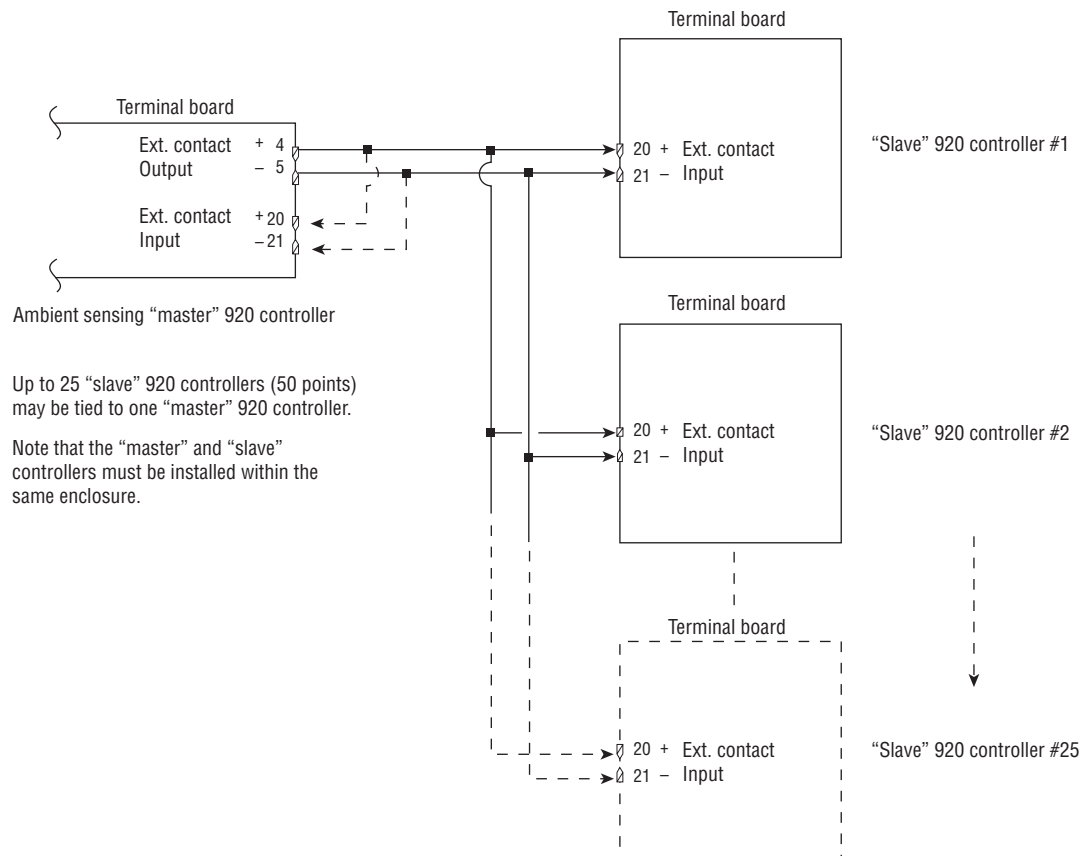 Terminal board
Terminal board
Ext. contact + 4
Output – 5
Ext. contact + 20
Input – 21
Ambient sensing “master” 920 controller
Up to 25 “slave” 920 controllers (50 points)
may be tied to one “master” 920 controller.
Note that the “master” and “slave”
controllers must be installed within the
same enclosure.
20 + Ext. contact
21 – Input
“Slave” 920 controller #1
Terminal board
20 + Ext. contact
21 – Input
“Slave” 920 controller #2
Terminal board
20 + Ext. contact
21 – Input
“Slave” 920 controller #25